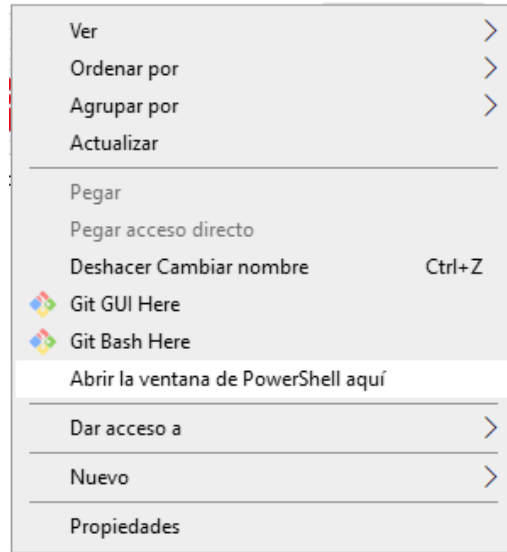 Ver
Ordenar por
Agrupar por
Actualizar
Pegar
Pegar acceso directo
Deshacer Cambiar nombre Ctrl+Z
Git GUI Here
Git Bash Here
Abrir la ventana de PowerShell aquí
Dar acceso a
Nuevo
Propiedades